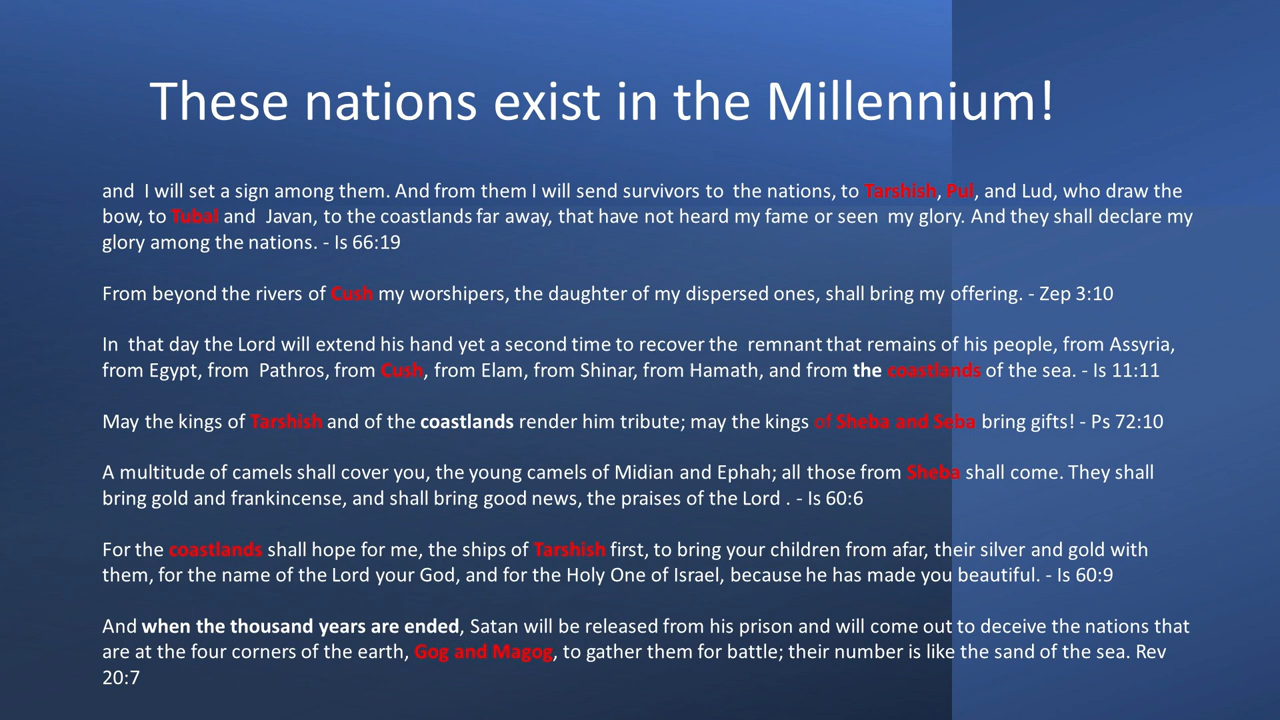 These nations exist in the Millennium!
and I will set a sign among them. And from them I will send survivors to the nations, to Tarshish, Pul, and Lud, who draw the
bow, to Tubal and Javan, to the coastlands far away, that have not heard my fame or seen my glory. And they shall declare my
glory among the nations. - Is 66:19
From beyond the rivers of Cush my worshipers, the daughter of my dispersed ones, shall bring my offering. - Zep 3:10
In that day the Lord will extend his hand yet a second time to recover the remnant that remains of his people, from Assyria,
from Egypt, from Pathros, from Cush, from Elam, from Shinar, from Hamath, and from the coastlands of the sea. - Is 11:11
May the kings of Tarshish and of the coastlands render him tribute; may the kings of Sheba and Seba bring gifts! - Ps 72:10
A multitude of camels shall cover you, the young camels of Midian and Ephah; all those from Sheba shall come. They shall
bring gold and frankincense, and shall bring good news, the praises of the Lord . - Is 60:6
For the coastlands shall hope for me, the ships of Tarshish first, to bring your children from afar, their silver and gold with
them, for the name of the Lord your God, and for the Holy One of Israel, because he has made you beautiful. - Is 60:9
And when the thousand years are ended, Satan will be released from his prison and will come out to deceive the nations that
are at the four corners of the earth, Gog and Magog, to gather them for battle; their number is like the sand of the sea. Rev
20:7